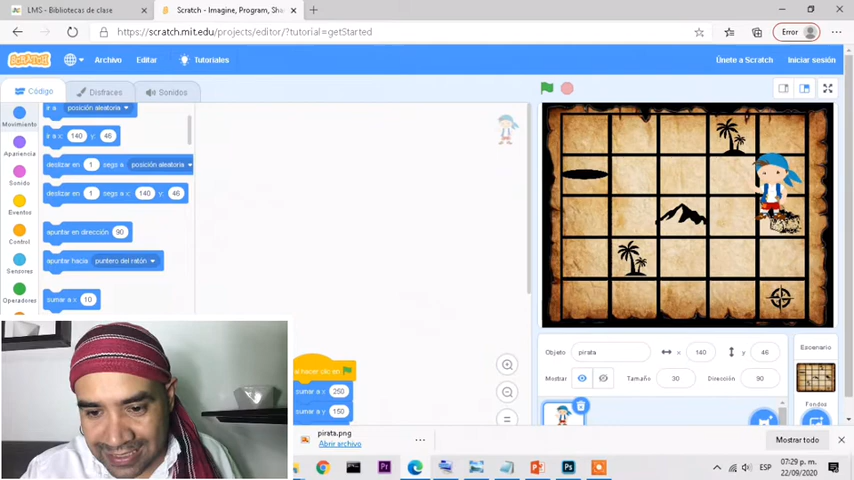 LMS - Bibliotecas de clase
Scratch - Imagine, Program, Sha
https://scratch.mit.edu/projects/editor/?tutorial=getStarted
Error
SCRATCH
Archivo
Editar
Tutoriales
Únete a Scratch
Iniciar sesión
Código
Disfraces
Sonidos
Movimiento
Apariencia
Sonido
Eventos
Control
Sensores
Operadores
ir a posición aleatoria
ir a x: 140 y: 46
deslizar en 1 segs a posición aleatoria
deslizar en 1 segs a x: 140 y: 46
apuntar en dirección 90
apuntar hacia puntero del ratón
sumar a x 10
al hacer clic en
sumar a x 250
sumar a y 150
Objeto
pirata
x 140
y 46
Mostrar
Tamaño 30
Dirección 90
Escenario
Fondos
pirata.png
Abrir archivo
Mostrar todo
ESP
07:29 p. m.
22/09/2020